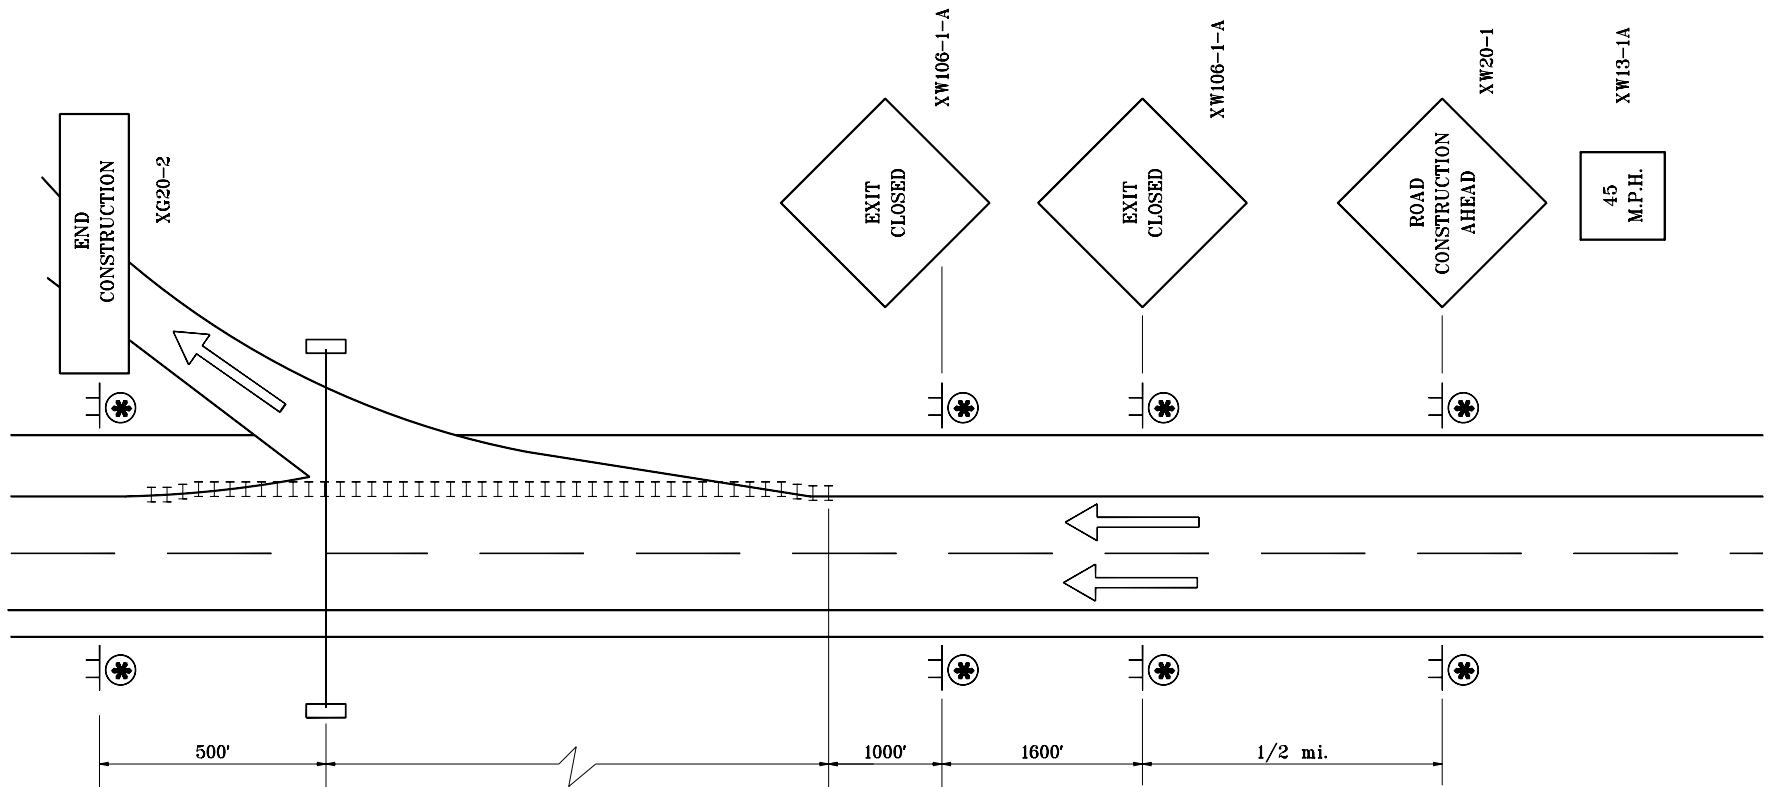 END
CONSTRUCTION
XG20-2
EXIT
CLOSED
XW106-1-A
EXIT
CLOSED
XW106-1-A
ROAD
CONSTRUCTION
AHEAD
XW20-1
45
M.P.H.
XW13-1A
500'
1000'
1600'
1/2 mi.